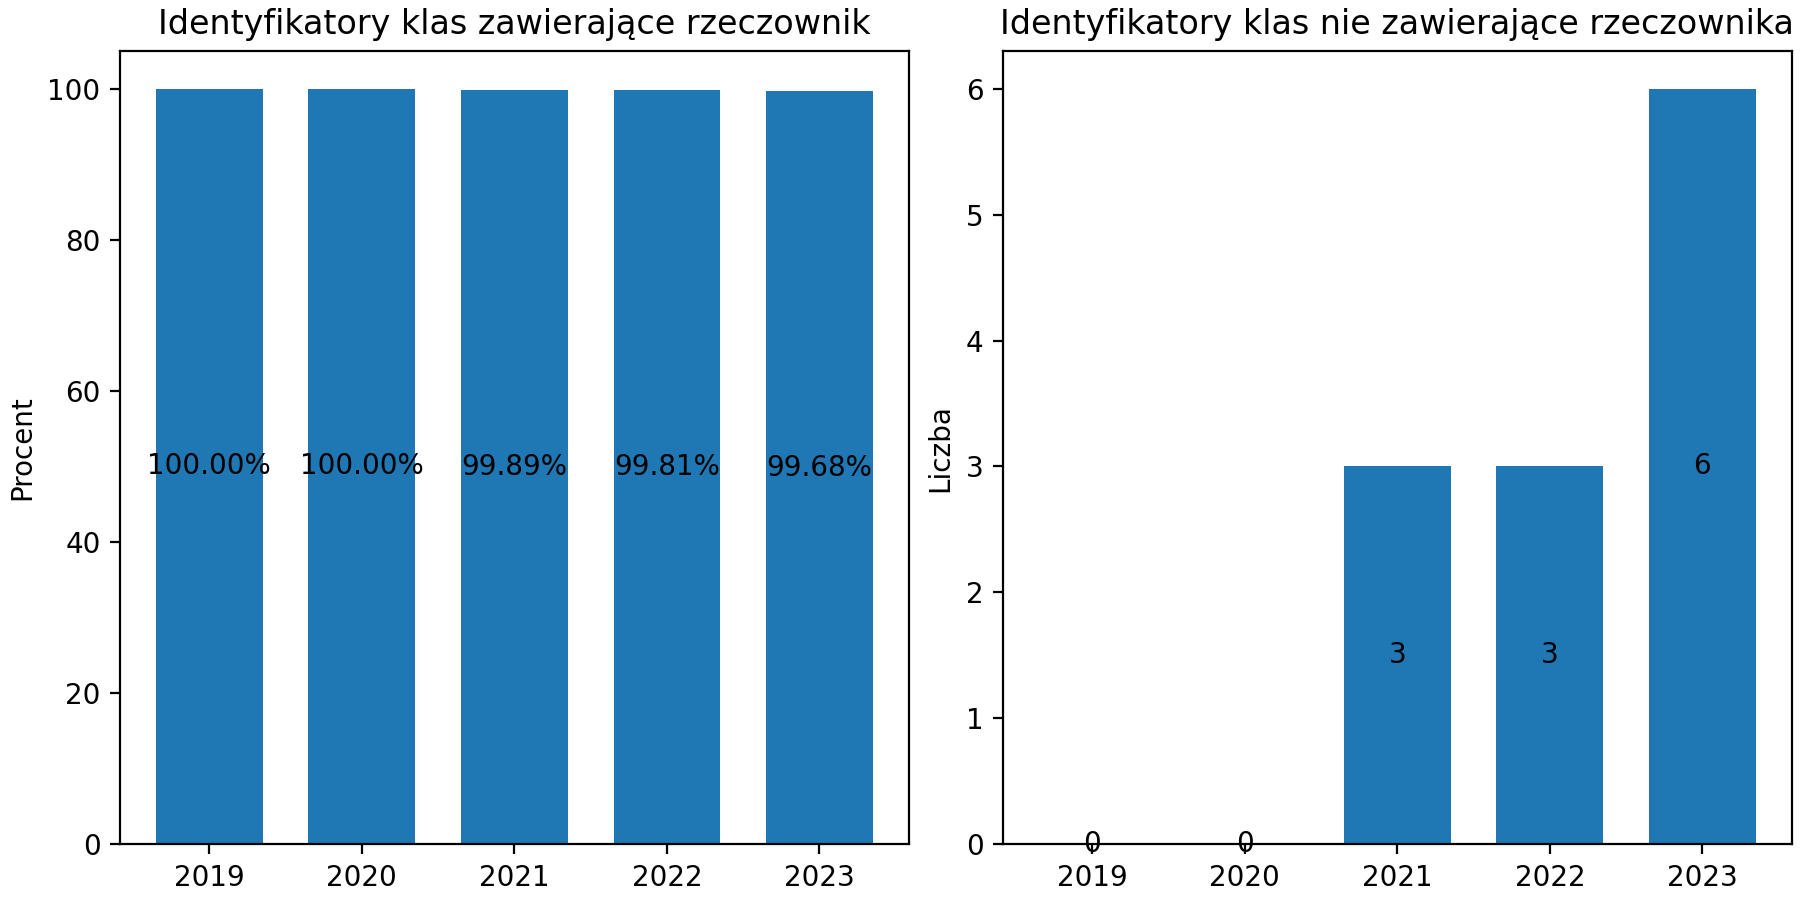 Identyfikatory klas zawierające rzeczownik
Procent
100
80
60
40
20
0
100.00% 100.00% 99.89% 99.81% 99.68%
2019 2020 2021 2022 2023
Identyfikatory klas nie zawierające rzeczownika
Liczba
6
5
4
3
2
1
0
0 0 3 3 6
2019 2020 2021 2022 2023